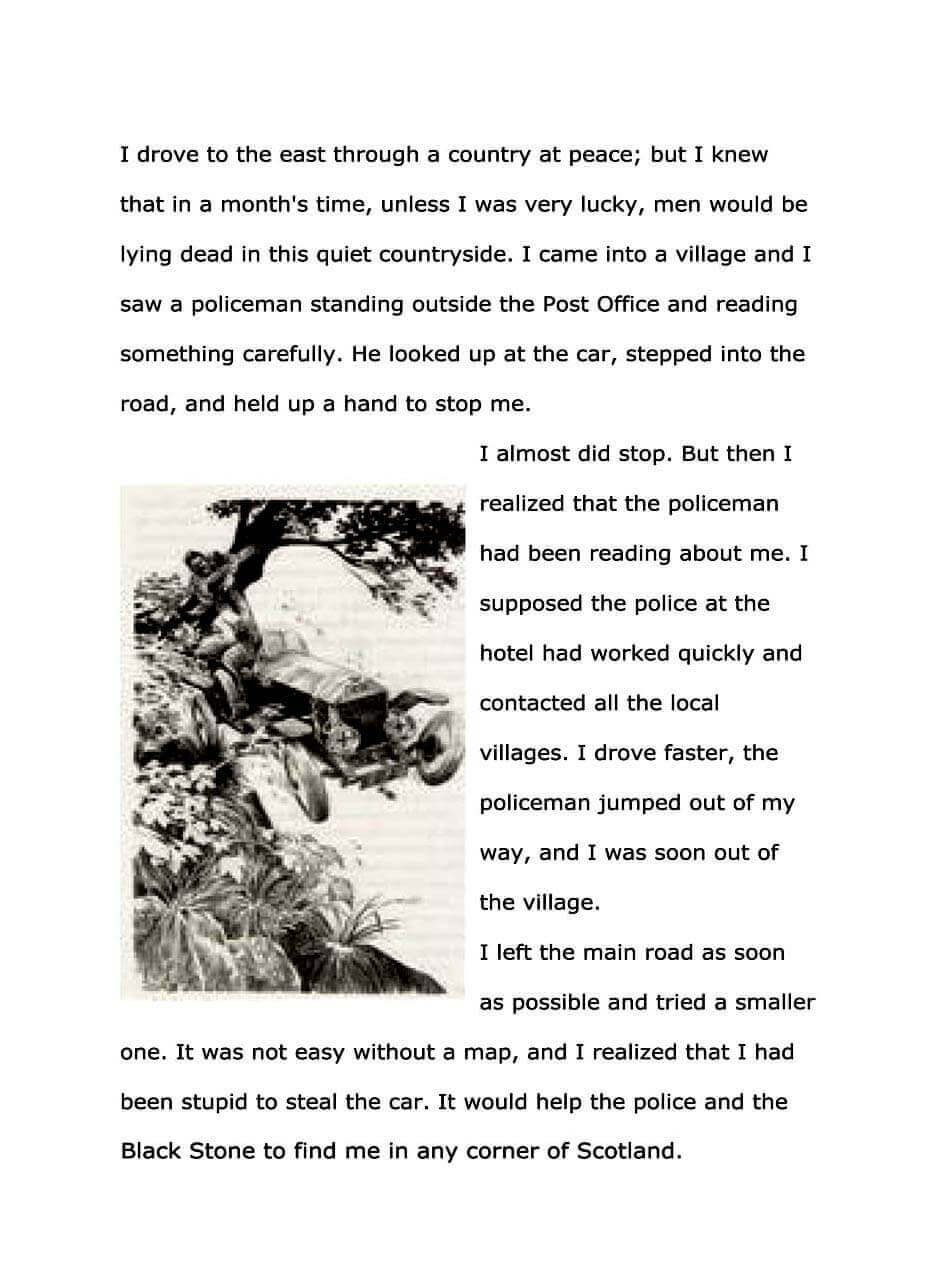 I drove to the east through a country at peace; but I knew
that in a month's time, unless I was very lucky, men would be
lying dead in this quiet countryside. I came into a village and I
saw a policeman standing outside the Post Office and reading
something carefully. He looked up at the car, stepped into the
road, and held up a hand to stop me.
I almost did stop. But then I
realized that the policeman
had been reading about me. I
supposed the police at the
hotel had worked quickly and
contacted all the local
villages. I drove faster, the
policeman jumped out of my
way, and I was soon out of
the village.
I left the main road as soon
as possible and tried a smaller
one. It was not easy without a map, and I realized that I had
been stupid to steal the car. It would help the police and the
Black Stone to find me in any corner of Scotland.